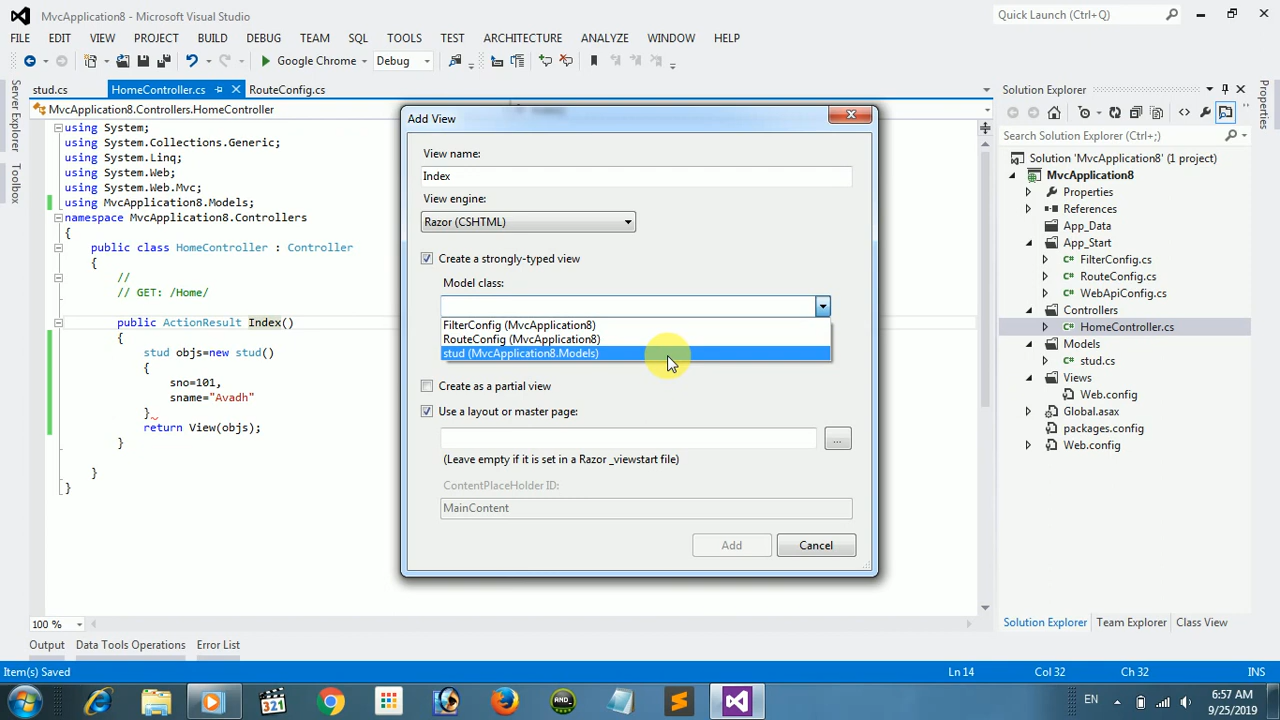 MvcApplication8 - Microsoft Visual Studio
Quick Launch (Ctrl+Q)
FILE EDIT VIEW PROJECT BUILD DEBUG TEAM SQL TOOLS TEST ARCHITECTURE ANALYZE WINDOW HELP
Google Chrome Debug
Server Explorer
Toolbox
stud.cs HomeController.cs RouteConfig.cs
MvcApplication8.Controllers.HomeController
using System;
using System.Collections.Generic;
using System.Linq;
using System.Web;
using System.Web.Mvc;
using MvcApplication8.Models;
namespace MvcApplication8.Controllers
{
public class HomeController : Controller
{
//
// GET: /Home/
public ActionResult Index()
{
stud objs=new stud()
{
sno=101,
sname="Avadh"
}
return View(objs);
}
}
}
100 %
Add View
View name:
Index
View engine:
Razor (CSHTML)
Create a strongly-typed view
Model class:
FilterConfig (MvcApplication8)
RouteConfig (MvcApplication8)
stud (MvcApplication8.Models)
Create as a partial view
Use a layout or master page:
...
(Leave empty if it is set in a Razor _viewstart file)
ContentPlaceHolder ID:
MainContent
Add Cancel
Solution Explorer
Search Solution Explorer (Ctrl+;)
Solution 'MvcApplication8' (1 project)
MvcApplication8
Properties
References
App_Data
App_Start
FilterConfig.cs
RouteConfig.cs
WebApiConfig.cs
Controllers
HomeController.cs
Models
stud.cs
Views
Web.config
Global.asax
packages.config
Web.config
Solution Explorer Team Explorer Class View
Properties
Output Data Tools Operations Error List
Item(s) Saved Ln 14 Col 32 Ch 32 INS
321
AND_
EN
6:57 AM
9/25/2019